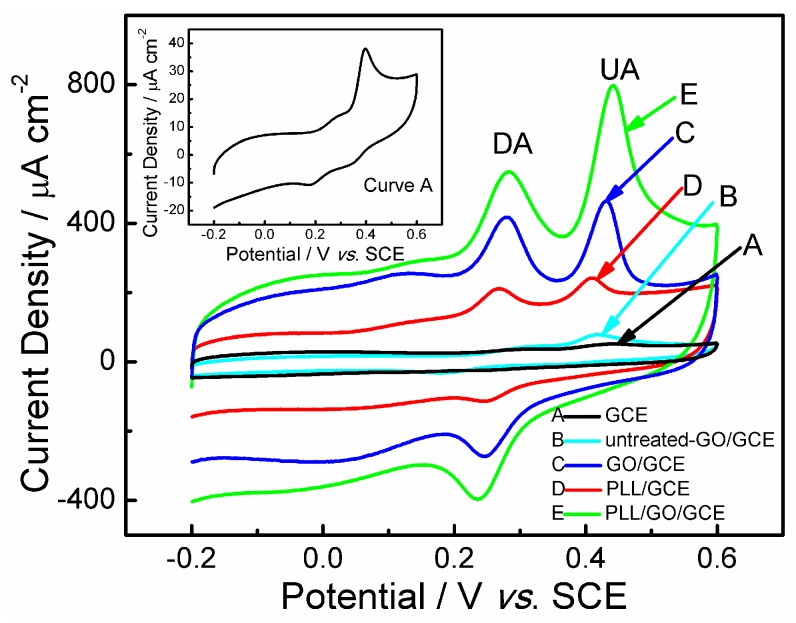 Current Density / μA cm-2
800
400
0
-400
-0.2
0.0
0.2
0.4
0.6
Potential / V vs. SCE
Current Density / μA cm-2
40
30
20
10
0
-10
-20
-0.2
0.0
0.2
0.4
0.6
Potential / V vs. SCE
Curve A
DA
UA
E
C
D
B
A
A GCE
B untreated-GO/GCE
C GO/GCE
D PLL/GCE
E PLL/GO/GCE